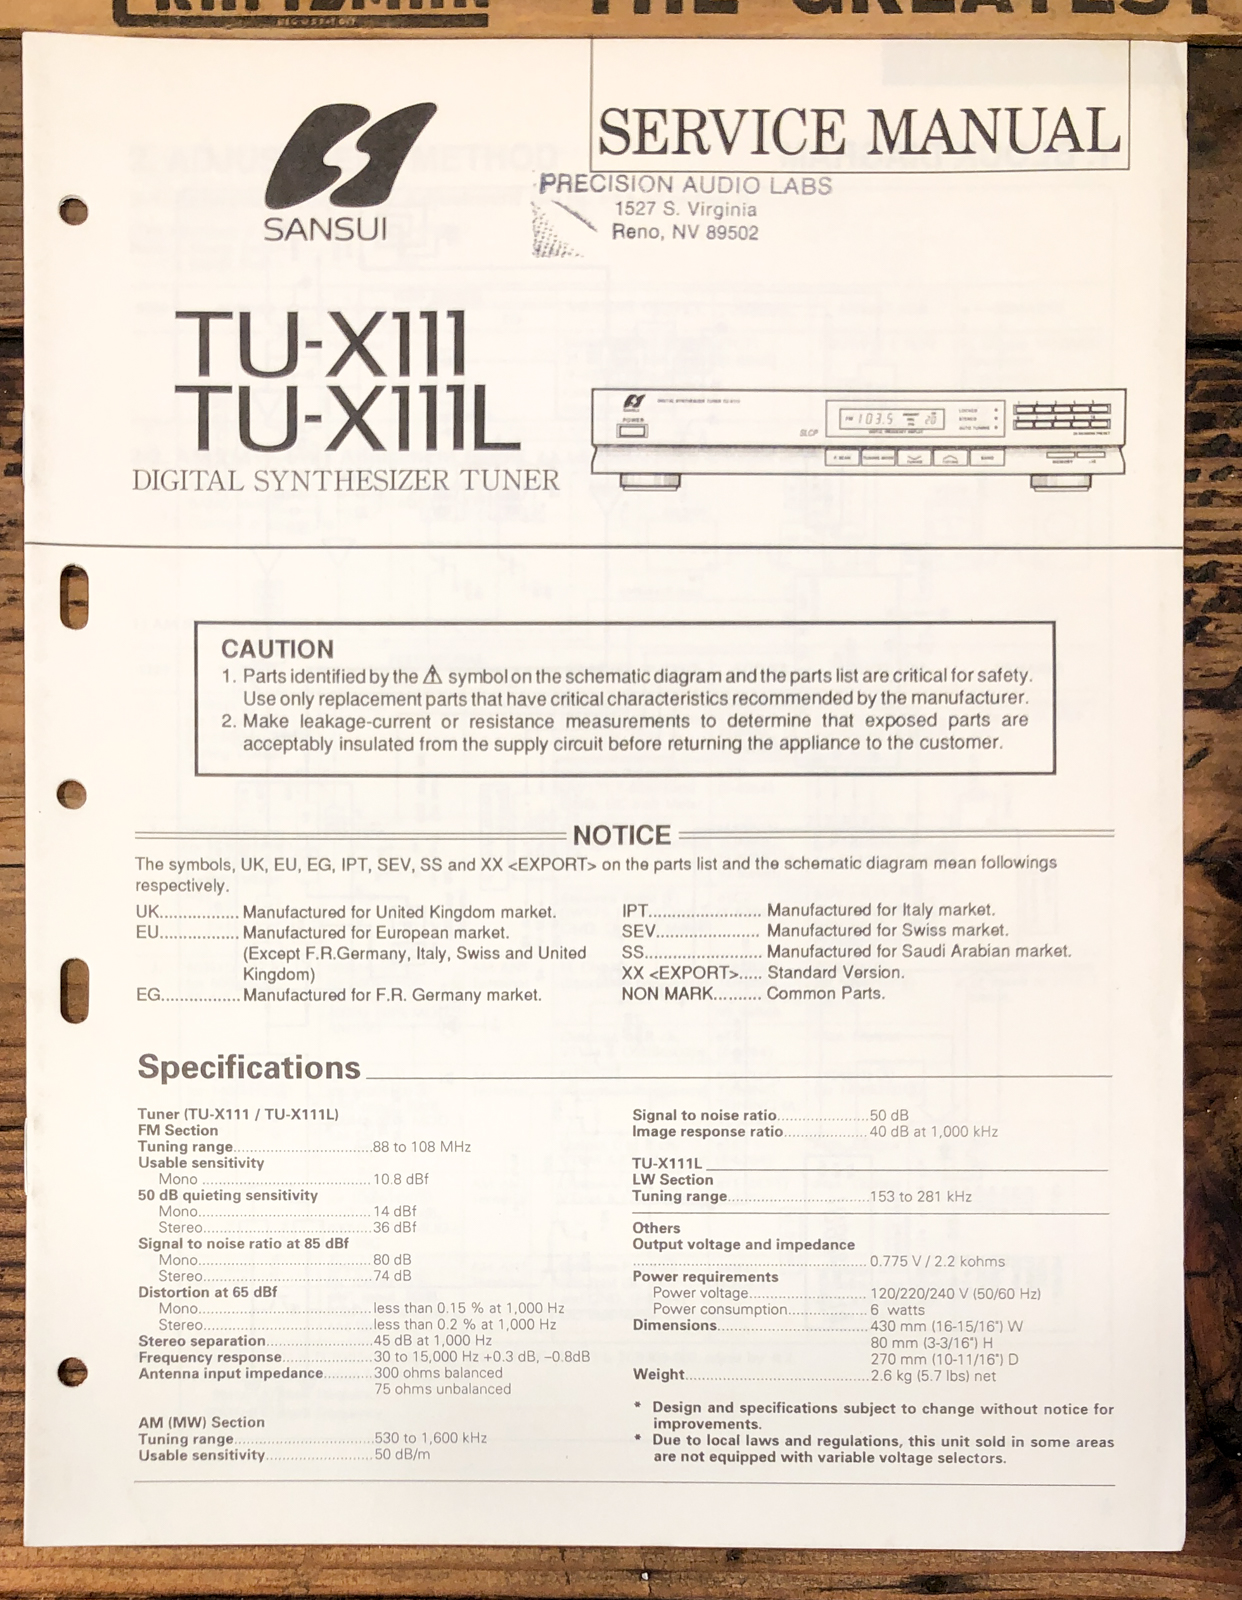 THE GREATEST
SERVICE MANUAL
SANSUI
PRECISION AUDIO LABS
1527 S. Virginia
Reno, NV 89502
TU-X111
TU-X111L
DIGITAL SYNTHESIZER TUNER
POWER
SLCP
FM 103.5
CAUTION
1. Parts identified by the ⚠ symbol on the schematic diagram and the parts list are critical for safety.
Use only replacement parts that have critical characteristics recommended by the manufacturer.
2. Make leakage-current or resistance measurements to determine that exposed parts are
acceptably insulated from the supply circuit before returning the appliance to the customer.
NOTICE
The symbols, UK, EU, EG, IPT, SEV, SS and XX <EXPORT> on the parts list and the schematic diagram mean followings
respectively.
UK................ Manufactured for United Kingdom market.
EU................ Manufactured for European market.
(Except F.R.Germany, Italy, Swiss and United
Kingdom)
EG................ Manufactured for F.R. Germany market.
IPT....................... Manufactured for Italy market.
SEV..................... Manufactured for Swiss market.
SS........................ Manufactured for Saudi Arabian market.
XX <EXPORT>..... Standard Version.
NON MARK.......... Common Parts.
Specifications
Tuner (TU-X111 / TU-X111L)
FM Section
Tuning range..............................88 to 108 MHz
Usable sensitivity
Mono .....................................10.8 dBf
50 dB quieting sensitivity
Mono.....................................14 dBf
Stereo....................................36 dBf
Signal to noise ratio at 85 dBf
Mono.....................................80 dB
Stereo....................................74 dB
Distortion at 65 dBf
Mono.....................................less than 0.15 % at 1,000 Hz
Stereo....................................less than 0.2 % at 1,000 Hz
Stereo separation.......................45 dB at 1,000 Hz
Frequency response...................30 to 15,000 Hz +0.3 dB, −0.8dB
Antenna input impedance...........300 ohms balanced
75 ohms unbalanced
AM (MW) Section
Tuning range..............................530 to 1,600 kHz
Usable sensitivity.......................50 dB/m
Signal to noise ratio....................50 dB
Image response ratio..................40 dB at 1,000 kHz
TU-X111L
LW Section
Tuning range..............................153 to 281 kHz
Others
Output voltage and impedance
..................................................0.775 V / 2.2 kohms
Power requirements
Power voltage..........................120/220/240 V (50/60 Hz)
Power consumption.................6 watts
Dimensions.................................430 mm (16-15/16") W
80 mm (3-3/16") H
270 mm (10-11/16") D
Weight........................................2.6 kg (5.7 lbs) net
* Design and specifications subject to change without notice for
improvements.
* Due to local laws and regulations, this unit sold in some areas
are not equipped with variable voltage selectors.